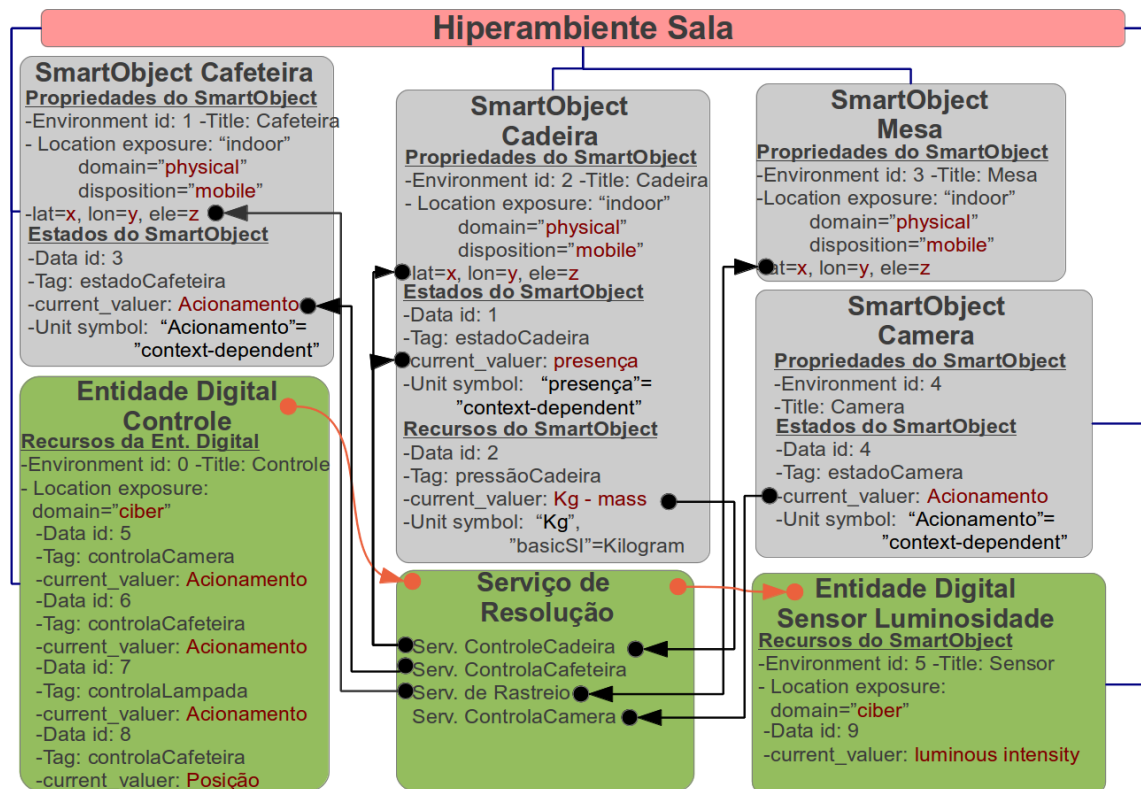 Hiperambiente Sala
SmartObject Cafeteira
Propriedades do SmartObject
-Environment id: 1 -Title: Cafeteira
- Location exposure: “indoor”
domain=”physical”
disposition=”mobile”
-lat=x, lon=y, ele=z
Estados do SmartObject
-Data id: 3
-Tag: estadoCafeteira
-current_valuer: Acionamento
-Unit symbol: “Acionamento”=
”context-dependent”
SmartObject
Cadeira
Propriedades do SmartObject
-Environment id: 2 -Title: Cadeira
- Location exposure: “indoor”
domain=”physical”
disposition=”mobile”
-lat=x, lon=y, ele=z
Estados do SmartObject
-Data id: 1
-Tag: estadoCadeira
-current_valuer: presença
-Unit symbol: “presença”=
”context-dependent”
Recursos do SmartObject
-Data id: 2
-Tag: pressãoCadeira
-current_valuer: Kg - mass
-Unit symbol: “Kg”,
”basicSI”=Kilogram
SmartObject
Mesa
Propriedades do SmartObject
-Environment id: 3 -Title: Mesa
-Location exposure: “indoor”
domain=”physical”
disposition=”mobile”
-lat=x, lon=y, ele=z
SmartObject
Camera
Propriedades do SmartObject
-Environment id: 4
-Title: Camera
Estados do SmartObject
-Data id: 4
-Tag: estadoCamera
-current_valuer: Acionamento
-Unit symbol: “Acionamento”=
”context-dependent”
Entidade Digital
Controle
Recursos da Ent. Digital
-Environment id: 0 -Title: Controle
- Location exposure:
domain=”ciber”
-Data id: 5
-Tag: controlaCamera
-current_valuer: Acionamento
-Data id: 6
-Tag: controlaCafeteira
-current_valuer: Acionamento
-Data id: 7
-Tag: controlaLampada
-current_valuer: Acionamento
-Data id: 8
-Tag: controlaCafeteira
-current_valuer: Posição
Serviço de
Resolução
Serv. ControleCadeira
Serv. ControlaCafeteira
Serv. de Rastreio
Serv. ControlaCamera
Entidade Digital
Sensor Luminosidade
Recursos do SmartObject
-Environment id: 5 -Title: Sensor
- Location exposure:
domain=”ciber”
-Data id: 9
-current_valuer: luminous intensity